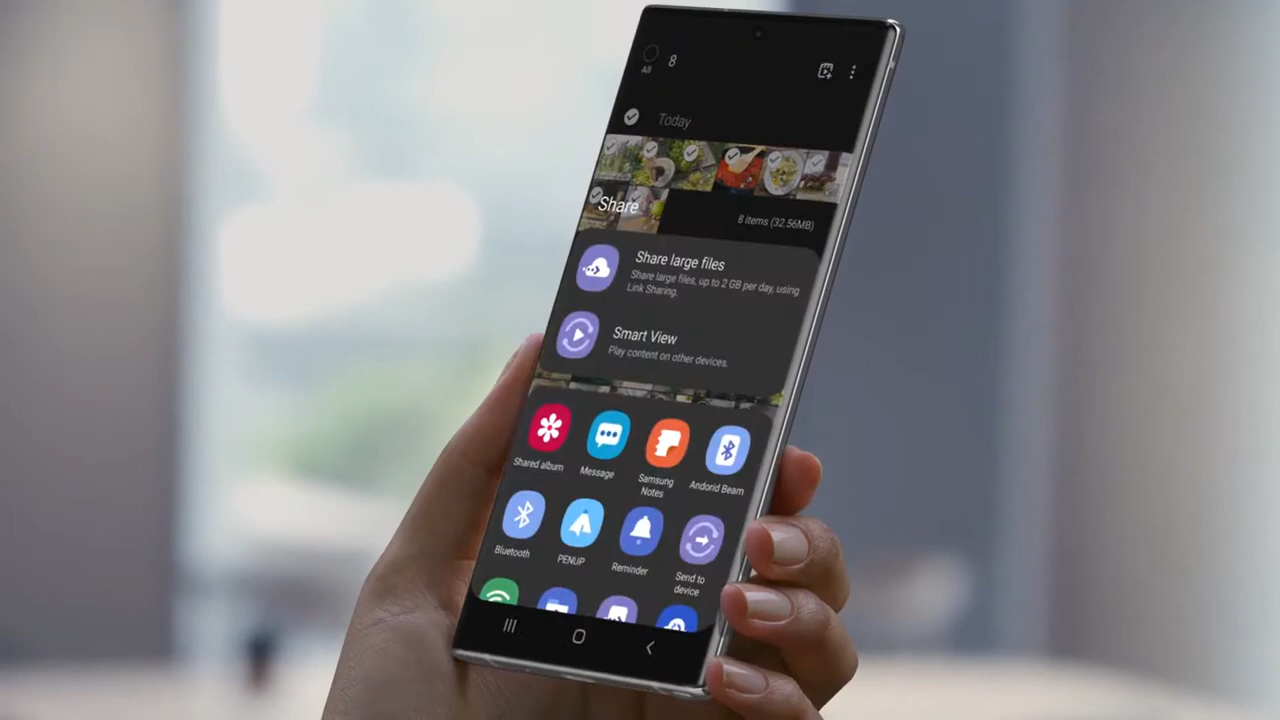 8
All
Today
Share
8 items (32.56MB)
Share large files
Share large files, up to 2 GB per day, using
Link Sharing.
Smart View
Play content on other devices.
Shared album
Message
Samsung
Notes
Andorid Beam
Bluetooth
PENUP
Reminder
Send to
device